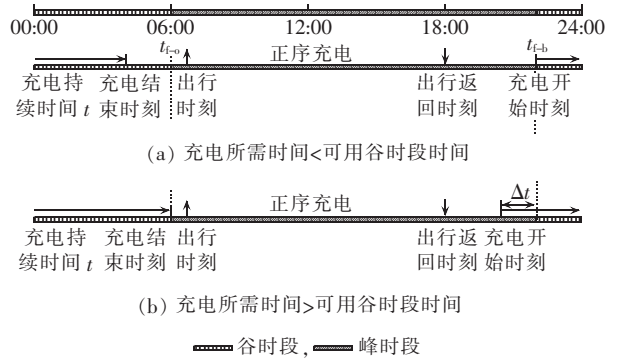 00:00 06:00 12:00 18:00 24:00
t_{f-o} 正序充电 t_{f-b}
充电持 充电结 出行 出行返 充电开
续时间 t 束时刻 时刻 回时刻 始时刻
(a) 充电所需时间<可用谷时段时间
正序充电 Δt
充电持 充电结 出行 出行返 充电开
续时间 t 束时刻 时刻 回时刻 始时刻
(b) 充电所需时间>可用谷时段时间
谷时段, 峰时段